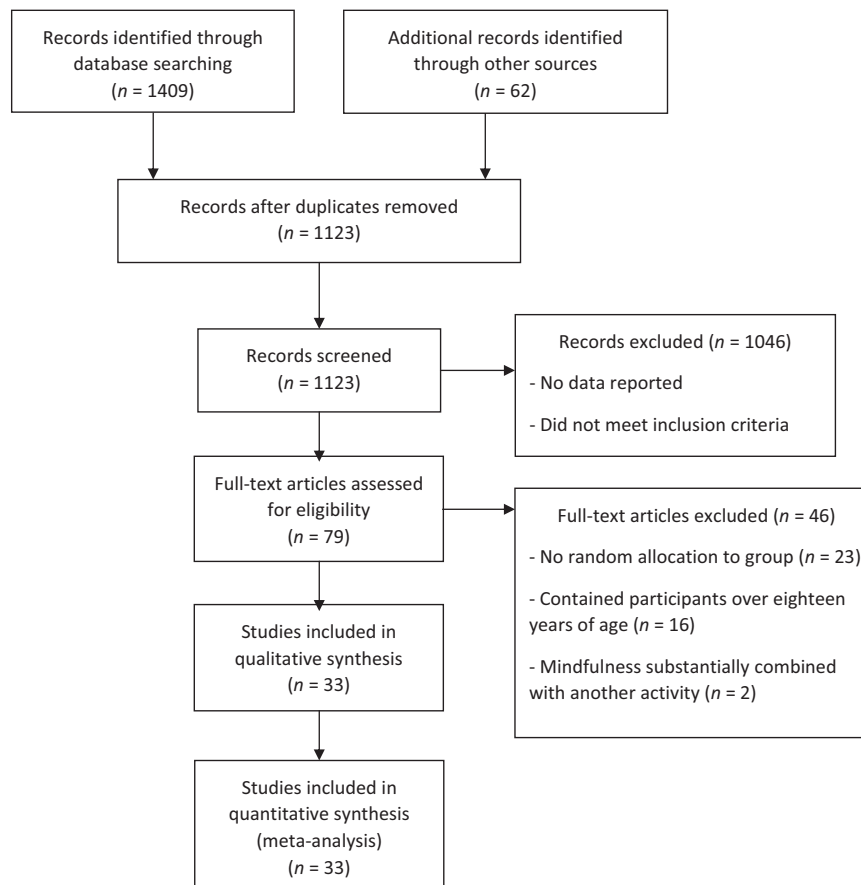 Records identified through
database searching
(n = 1409)
Additional records identified
through other sources
(n = 62)
Records after duplicates removed
(n = 1123)
Records screened
(n = 1123)
Records excluded (n = 1046)
- No data reported
- Did not meet inclusion criteria
Full-text articles assessed
for eligibility
(n = 79)
Full-text articles excluded (n = 46)
- No random allocation to group (n = 23)
- Contained participants over eighteen
years of age (n = 16)
- Mindfulness substantially combined
with another activity (n = 2)
Studies included in
qualitative synthesis
(n = 33)
Studies included in
quantitative synthesis
(meta-analysis)
(n = 33)